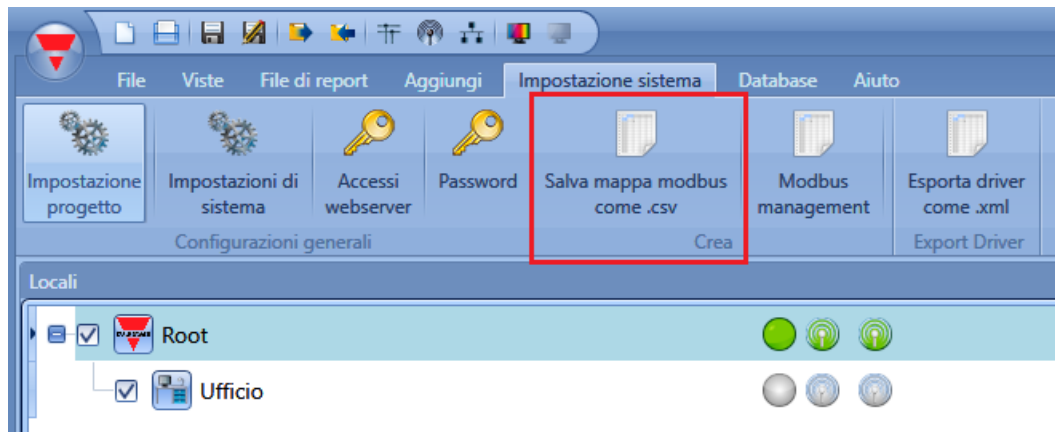 File Viste File di report Aggiungi Impostazione sistema Database Aiuto
Impostazione progetto
Impostazioni di sistema
Accessi webserver
Password
Salva mappa modbus come .csv
Modbus management
Esporta driver come .xml
Configurazioni generali
Crea
Export Driver
Locali
Root
Ufficio